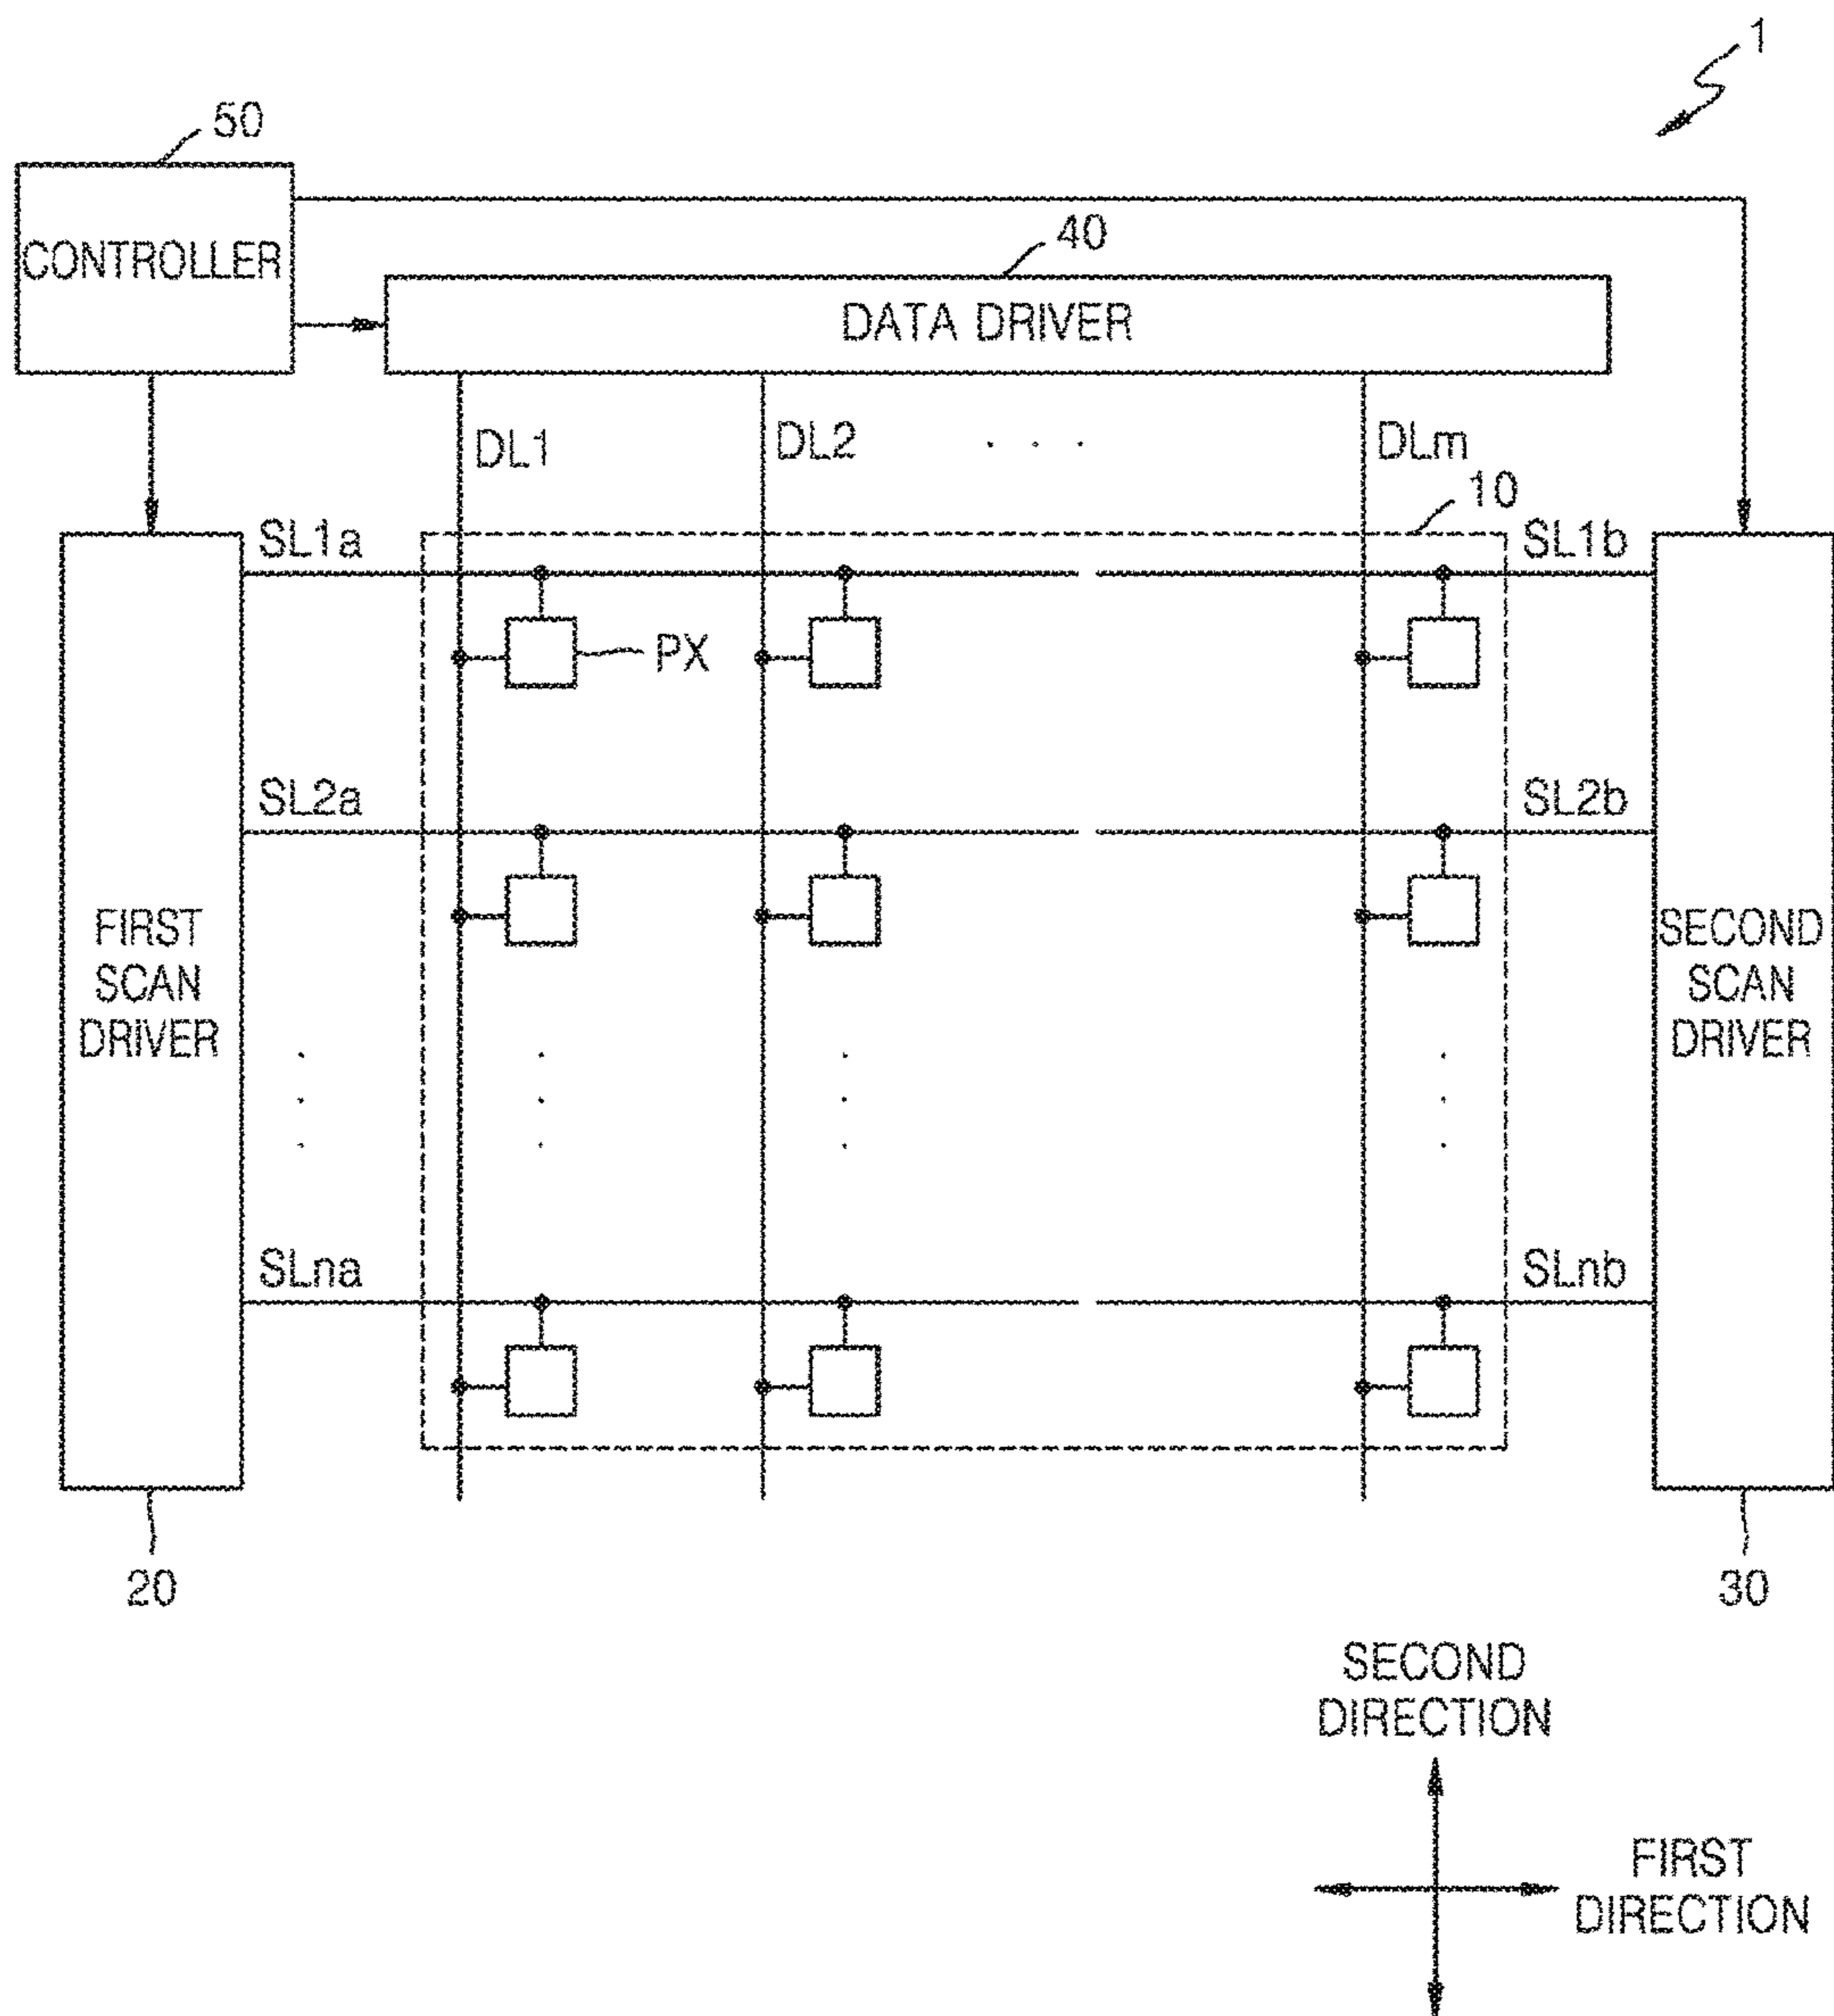 1
50
CONTROLLER
40
DATA DRIVER
DL1
DL2
. . .
DLm
10
SL1a
SL1b
PX
SL2a
SL2b
FIRST
SCAN
DRIVER
SECOND
SCAN
DRIVER
SLna
SLnb
20
30
SECOND
DIRECTION
FIRST
DIRECTION